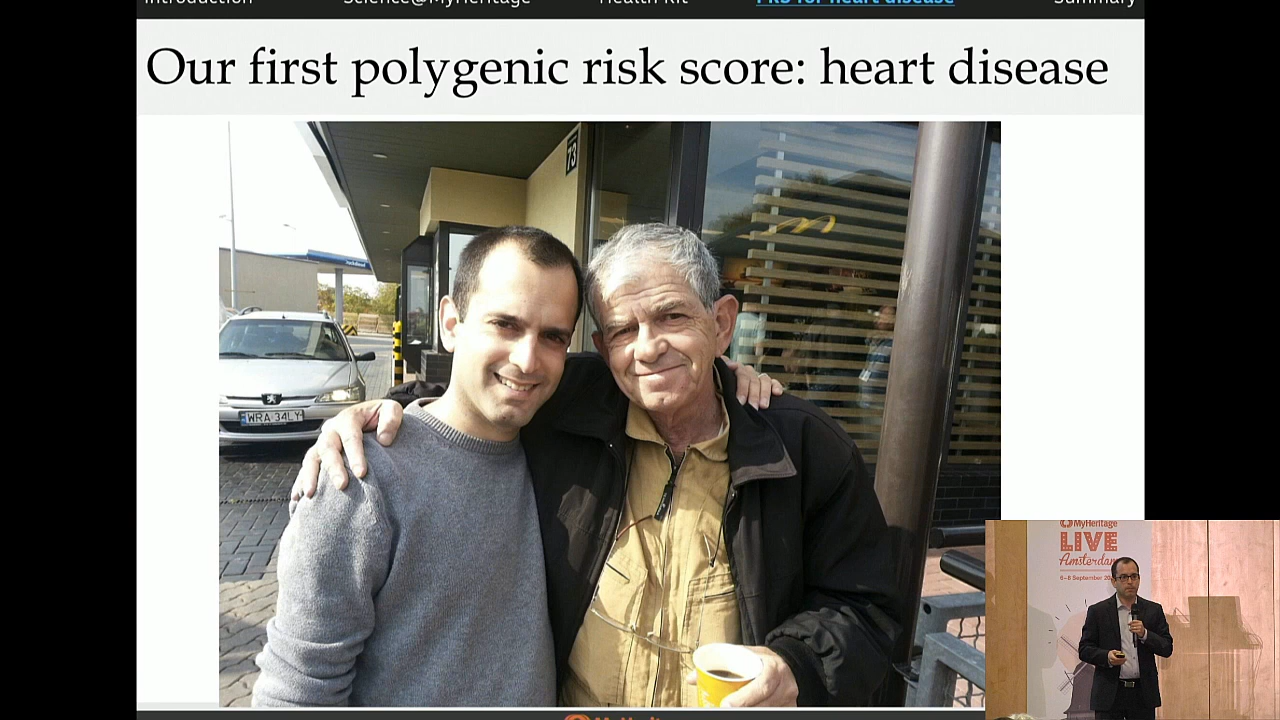 Introduction Science@MyHeritage Health Kit PRS for heart disease Summary
Our first polygenic risk score: heart disease
73
WRA 34LY
MyHeritage
LIVE
Amsterdam
MyHeritage